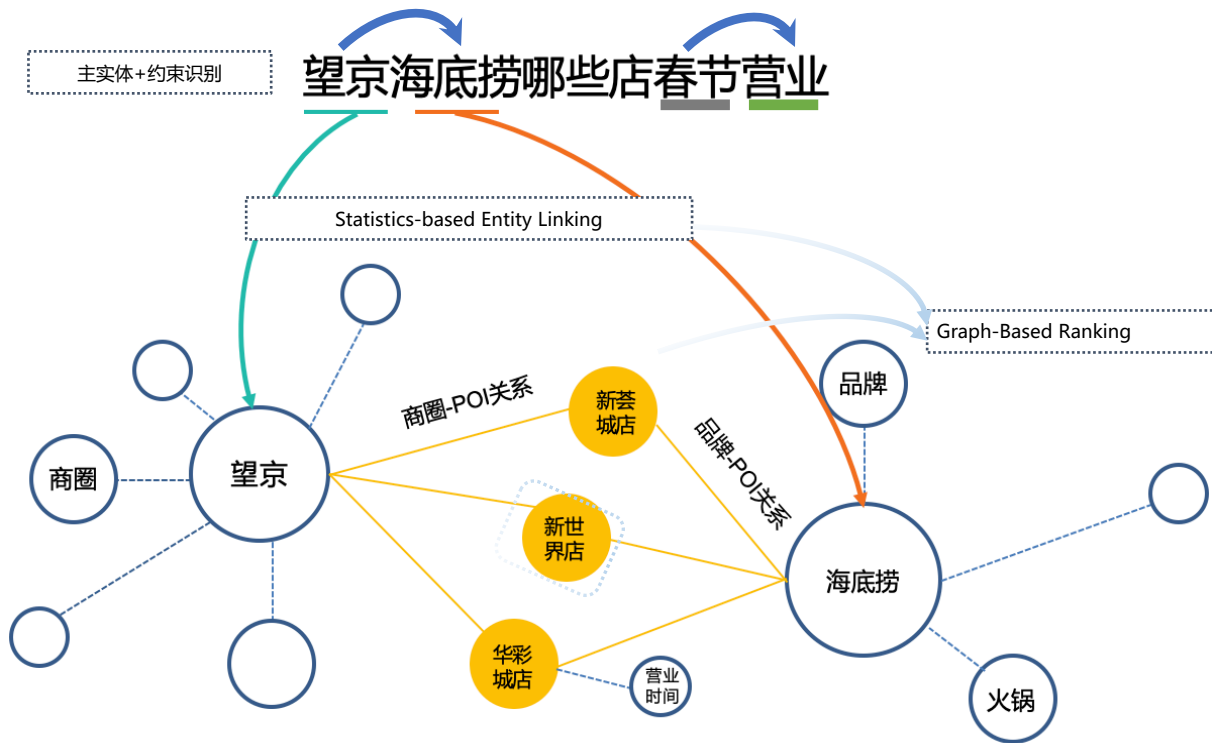 主实体+约束识别
望京海底捞哪些店春节营业
Statistics-based Entity Linking
Graph-Based Ranking
品牌
商圈-POI关系
新荟
城店
品牌-POI关系
商圈
望京
新世
界店
海底捞
华彩
城店
营业
时间
火锅